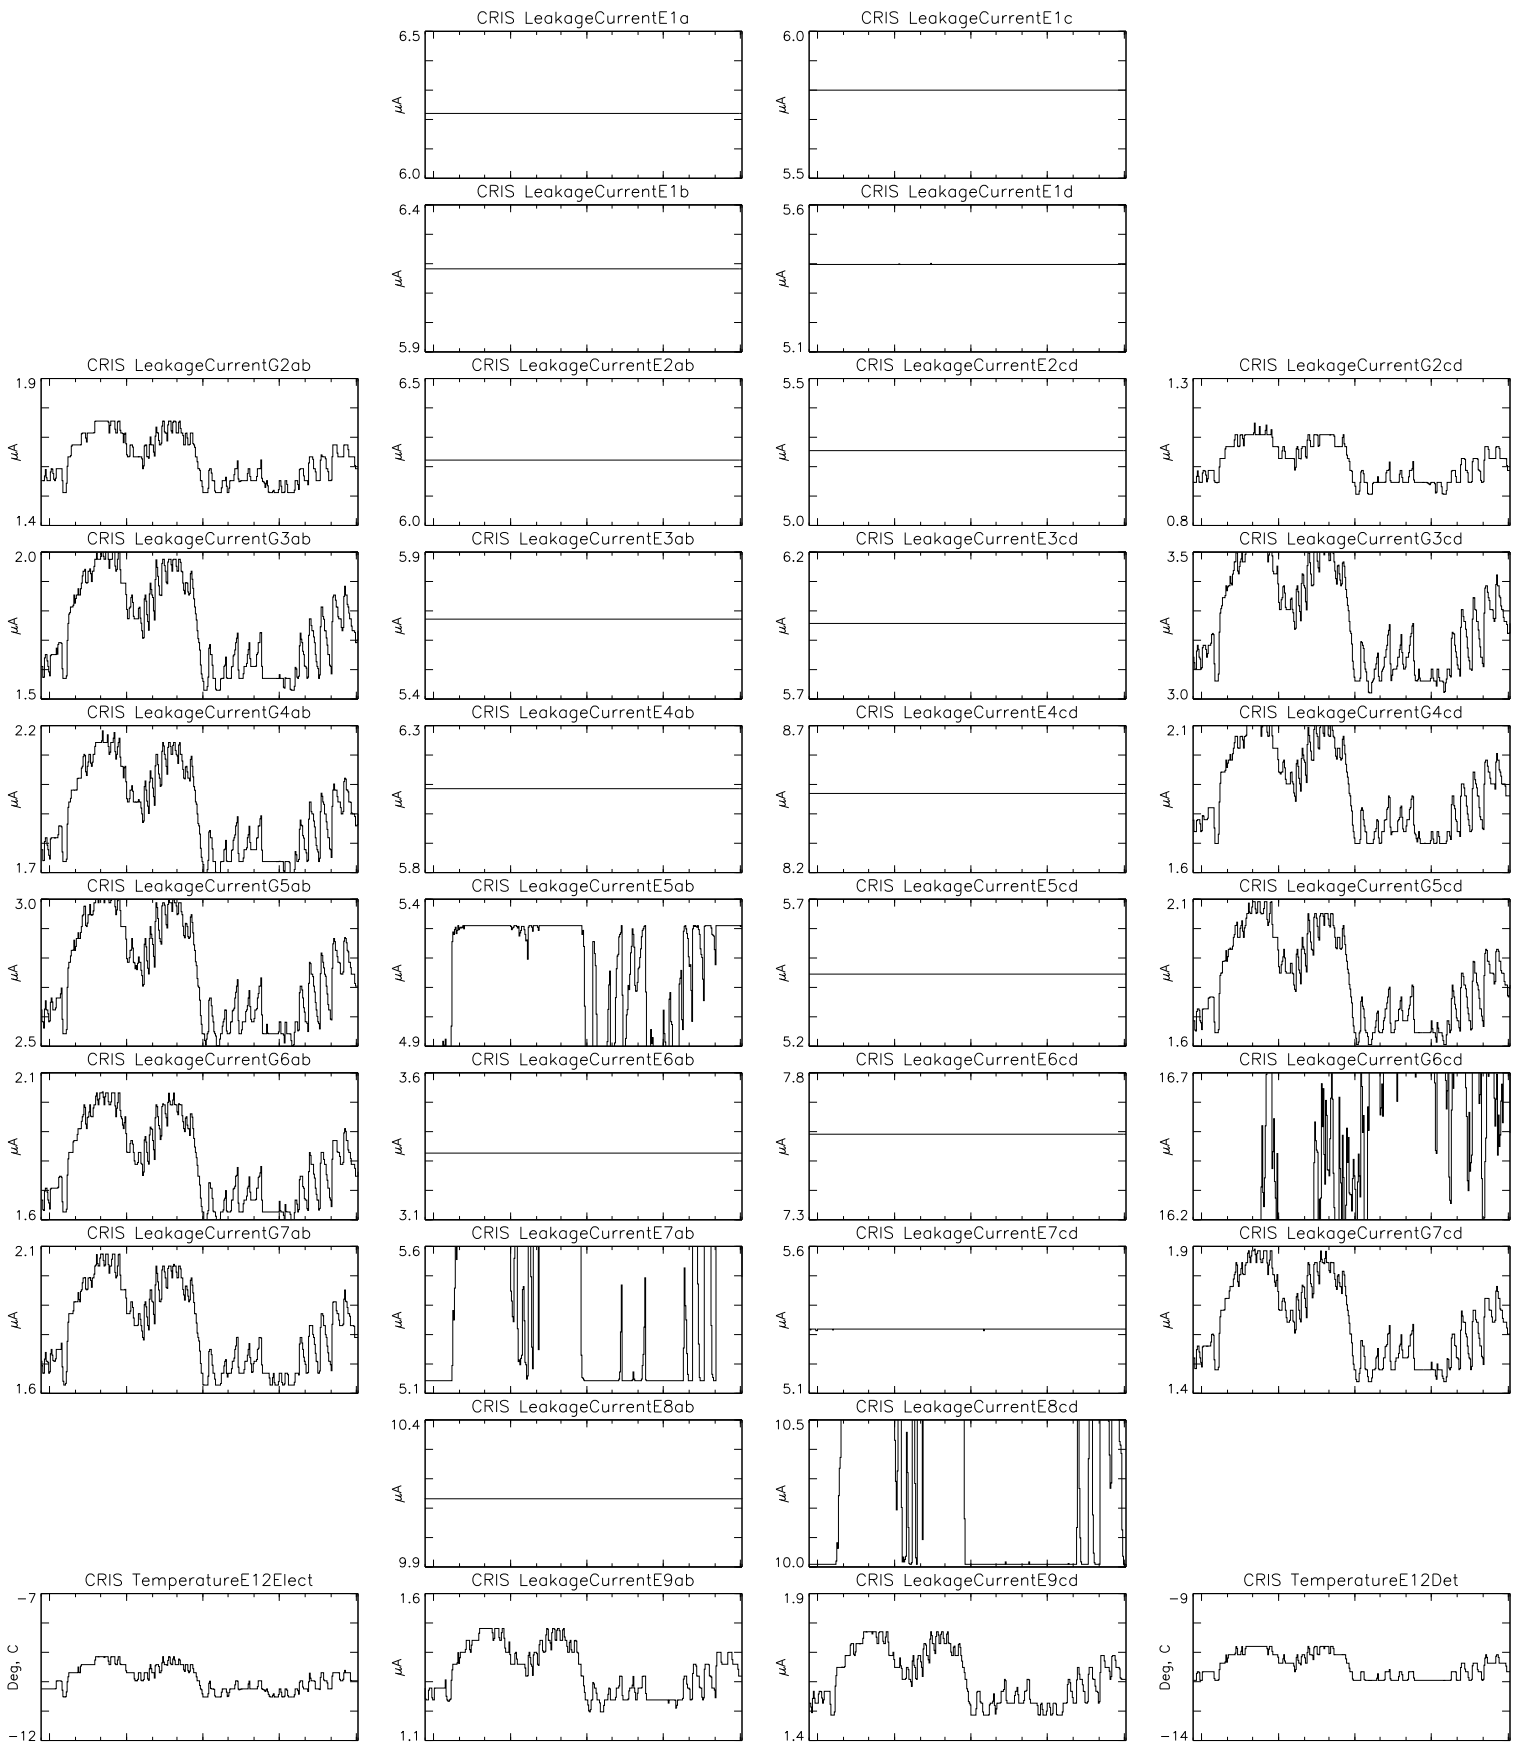 CRIS LeakageCurrentE1a
6.5
μA
6.0
CRIS LeakageCurrentE1c
6.0
μA
5.5
CRIS LeakageCurrentE1b
6.4
μA
5.9
CRIS LeakageCurrentE1d
5.6
μA
5.1
CRIS LeakageCurrentG2ab
1.9
μA
1.4
CRIS LeakageCurrentE2ab
6.5
μA
6.0
CRIS LeakageCurrentE2cd
5.5
μA
5.0
CRIS LeakageCurrentG2cd
1.3
μA
0.8
CRIS LeakageCurrentG3ab
2.0
μA
1.5
CRIS LeakageCurrentE3ab
5.9
μA
5.4
CRIS LeakageCurrentE3cd
6.2
μA
5.7
CRIS LeakageCurrentG3cd
3.5
μA
3.0
CRIS LeakageCurrentG4ab
2.2
μA
1.7
CRIS LeakageCurrentE4ab
6.3
μA
5.8
CRIS LeakageCurrentE4cd
8.7
μA
8.2
CRIS LeakageCurrentG4cd
2.1
μA
1.6
CRIS LeakageCurrentG5ab
3.0
μA
2.5
CRIS LeakageCurrentE5ab
5.4
μA
4.9
CRIS LeakageCurrentE5cd
5.7
μA
5.2
CRIS LeakageCurrentG5cd
2.1
μA
1.6
CRIS LeakageCurrentG6ab
2.1
μA
1.6
CRIS LeakageCurrentE6ab
3.6
μA
3.1
CRIS LeakageCurrentE6cd
7.8
μA
7.3
CRIS LeakageCurrentG6cd
16.7
μA
16.2
CRIS LeakageCurrentG7ab
2.1
μA
1.6
CRIS LeakageCurrentE7ab
5.6
μA
5.1
CRIS LeakageCurrentE7cd
5.6
μA
5.1
CRIS LeakageCurrentG7cd
1.9
μA
1.4
CRIS LeakageCurrentE8ab
10.4
μA
9.9
CRIS LeakageCurrentE8cd
10.5
μA
10.0
CRIS TemperatureE12Elect
-7
Deg, C
-12
CRIS LeakageCurrentE9ab
1.6
μA
1.1
CRIS LeakageCurrentE9cd
1.9
μA
1.4
CRIS TemperatureE12Det
-9
Deg, C
-14